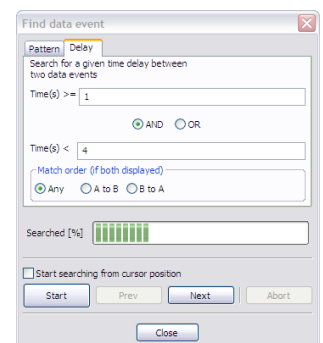 Find data event
Pattern Delay
Search for a given time delay between
two data events
Time(s) >= 1
AND OR
Time(s) < 4
Match order (if both displayed)
Any A to B B to A
Searched [%]
Start searching from cursor position
Start Prev Next Abort
Close